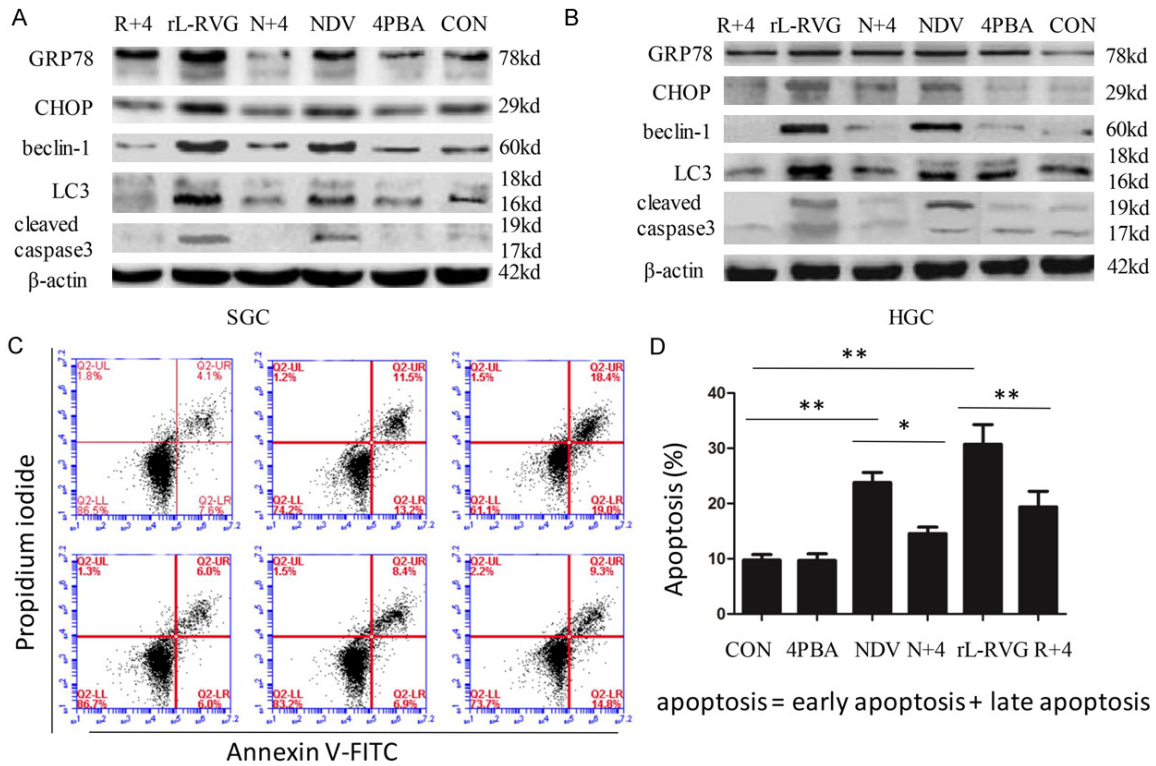 A
R+4 rL-RVG N+4 NDV 4PBA CON
GRP78 78kd
CHOP 29kd
beclin-1 60kd
LC3 18kd
16kd
cleaved caspase3 19kd
17kd
β-actin 42kd
SGC
B
R+4 rL-RVG N+4 NDV 4PBA CON
GRP78 78kd
CHOP 29kd
beclin-1 60kd
LC3 18kd
16kd
cleaved caspase3 19kd
17kd
β-actin 42kd
HGC
C
Propidium iodide
Q2-UL 1.8% Q2-UR 4.1%
Q2-LL 86.5% Q2-LR 7.6%
Q2-UL 1.2% Q2-UR 11.5%
Q2-LL 74.2% Q2-LR 13.2%
Q2-UL 1.5% Q2-UR 18.4%
Q2-LL 61.1% Q2-LR 19.0%
Q2-UL 1.3% Q2-UR 6.0%
Q2-LL 86.7% Q2-LR 6.0%
Q2-UL 1.5% Q2-UR 8.4%
Q2-LL 83.2% Q2-LR 6.9%
Q2-UL 2.2% Q2-UR 9.3%
Q2-LL 73.7% Q2-LR 14.8%
Annexin V-FITC
D
**
** * **
Apoptosis (%)
40
30
20
10
0
CON 4PBA NDV N+4 rL-RVG R+4
apoptosis = early apoptosis + late apoptosis